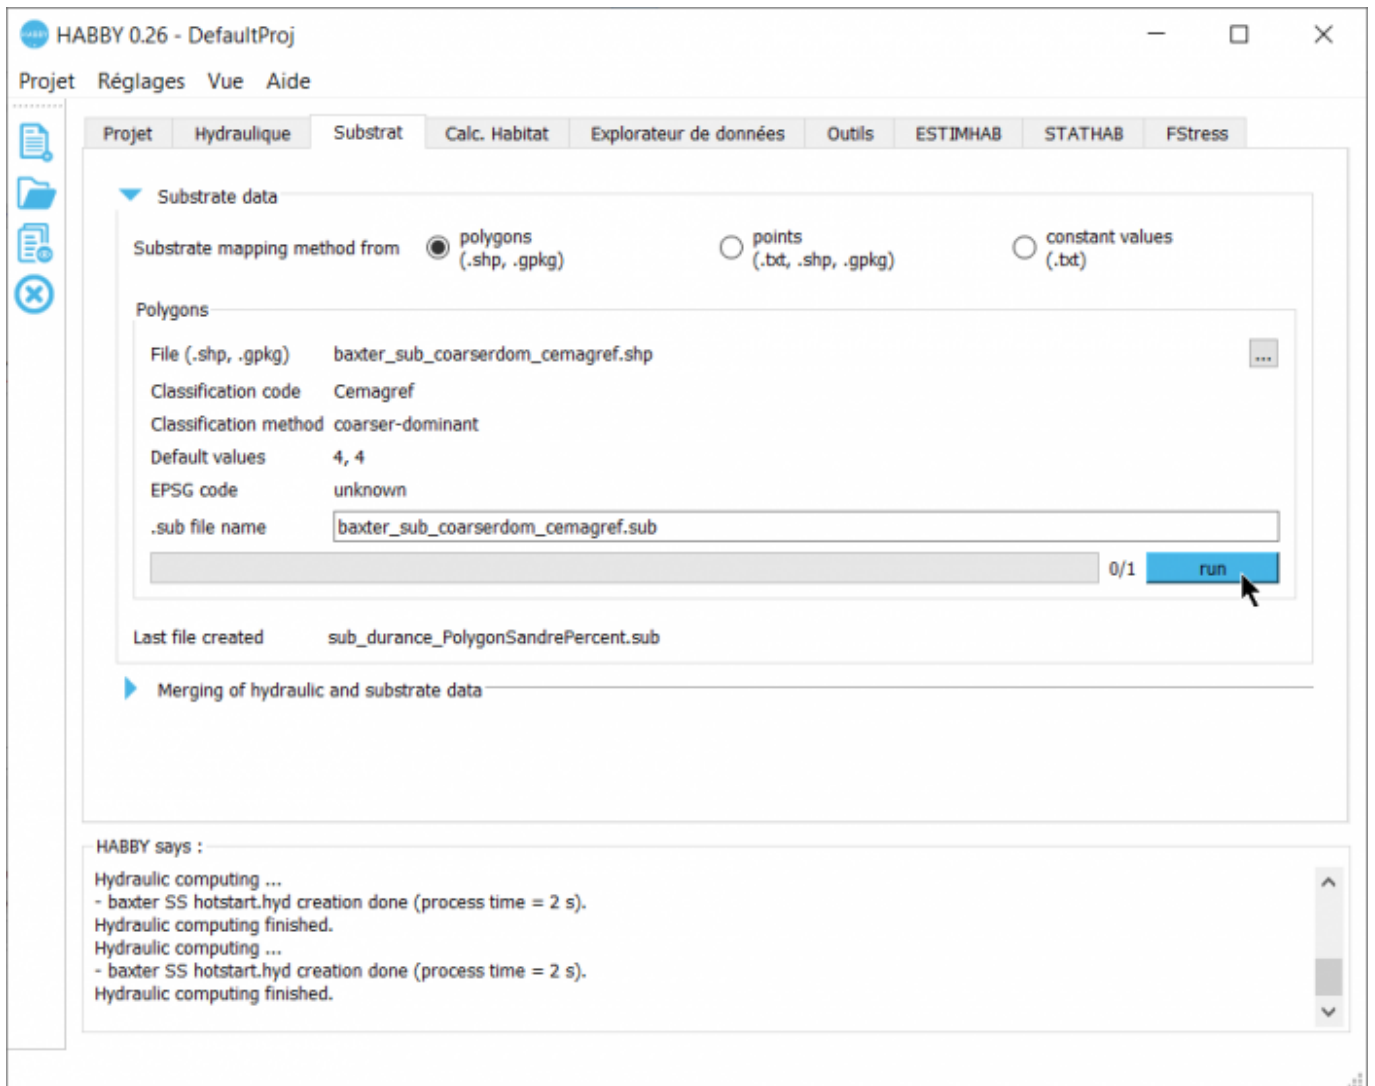 HABBY 0.26 - DefaultProj
Projet Réglages Vue Aide
Projet Hydraulique Substrat Calc. Habitat Explorateur de données Outils ESTIMHAB STATHAB FStress
Substrate data
Substrate mapping method from polygons (.shp, .gpkg) points (.txt, .shp, .gpkg) constant values (.txt)
Polygons
File (.shp, .gpkg) baxter_sub_coarserdom_cemagref.shp ...
Classification code Cemagref
Classification method coarser-dominant
Default values 4, 4
EPSG code unknown
.sub file name baxter_sub_coarserdom_cemagref.sub
0/1 run
Last file created sub_durance_PolygonSandrePercent.sub
Merging of hydraulic and substrate data
HABBY says :
Hydraulic computing ...
- baxter SS hotstart.hyd creation done (process time = 2 s).
Hydraulic computing finished.
Hydraulic computing ...
- baxter SS hotstart.hyd creation done (process time = 2 s).
Hydraulic computing finished.